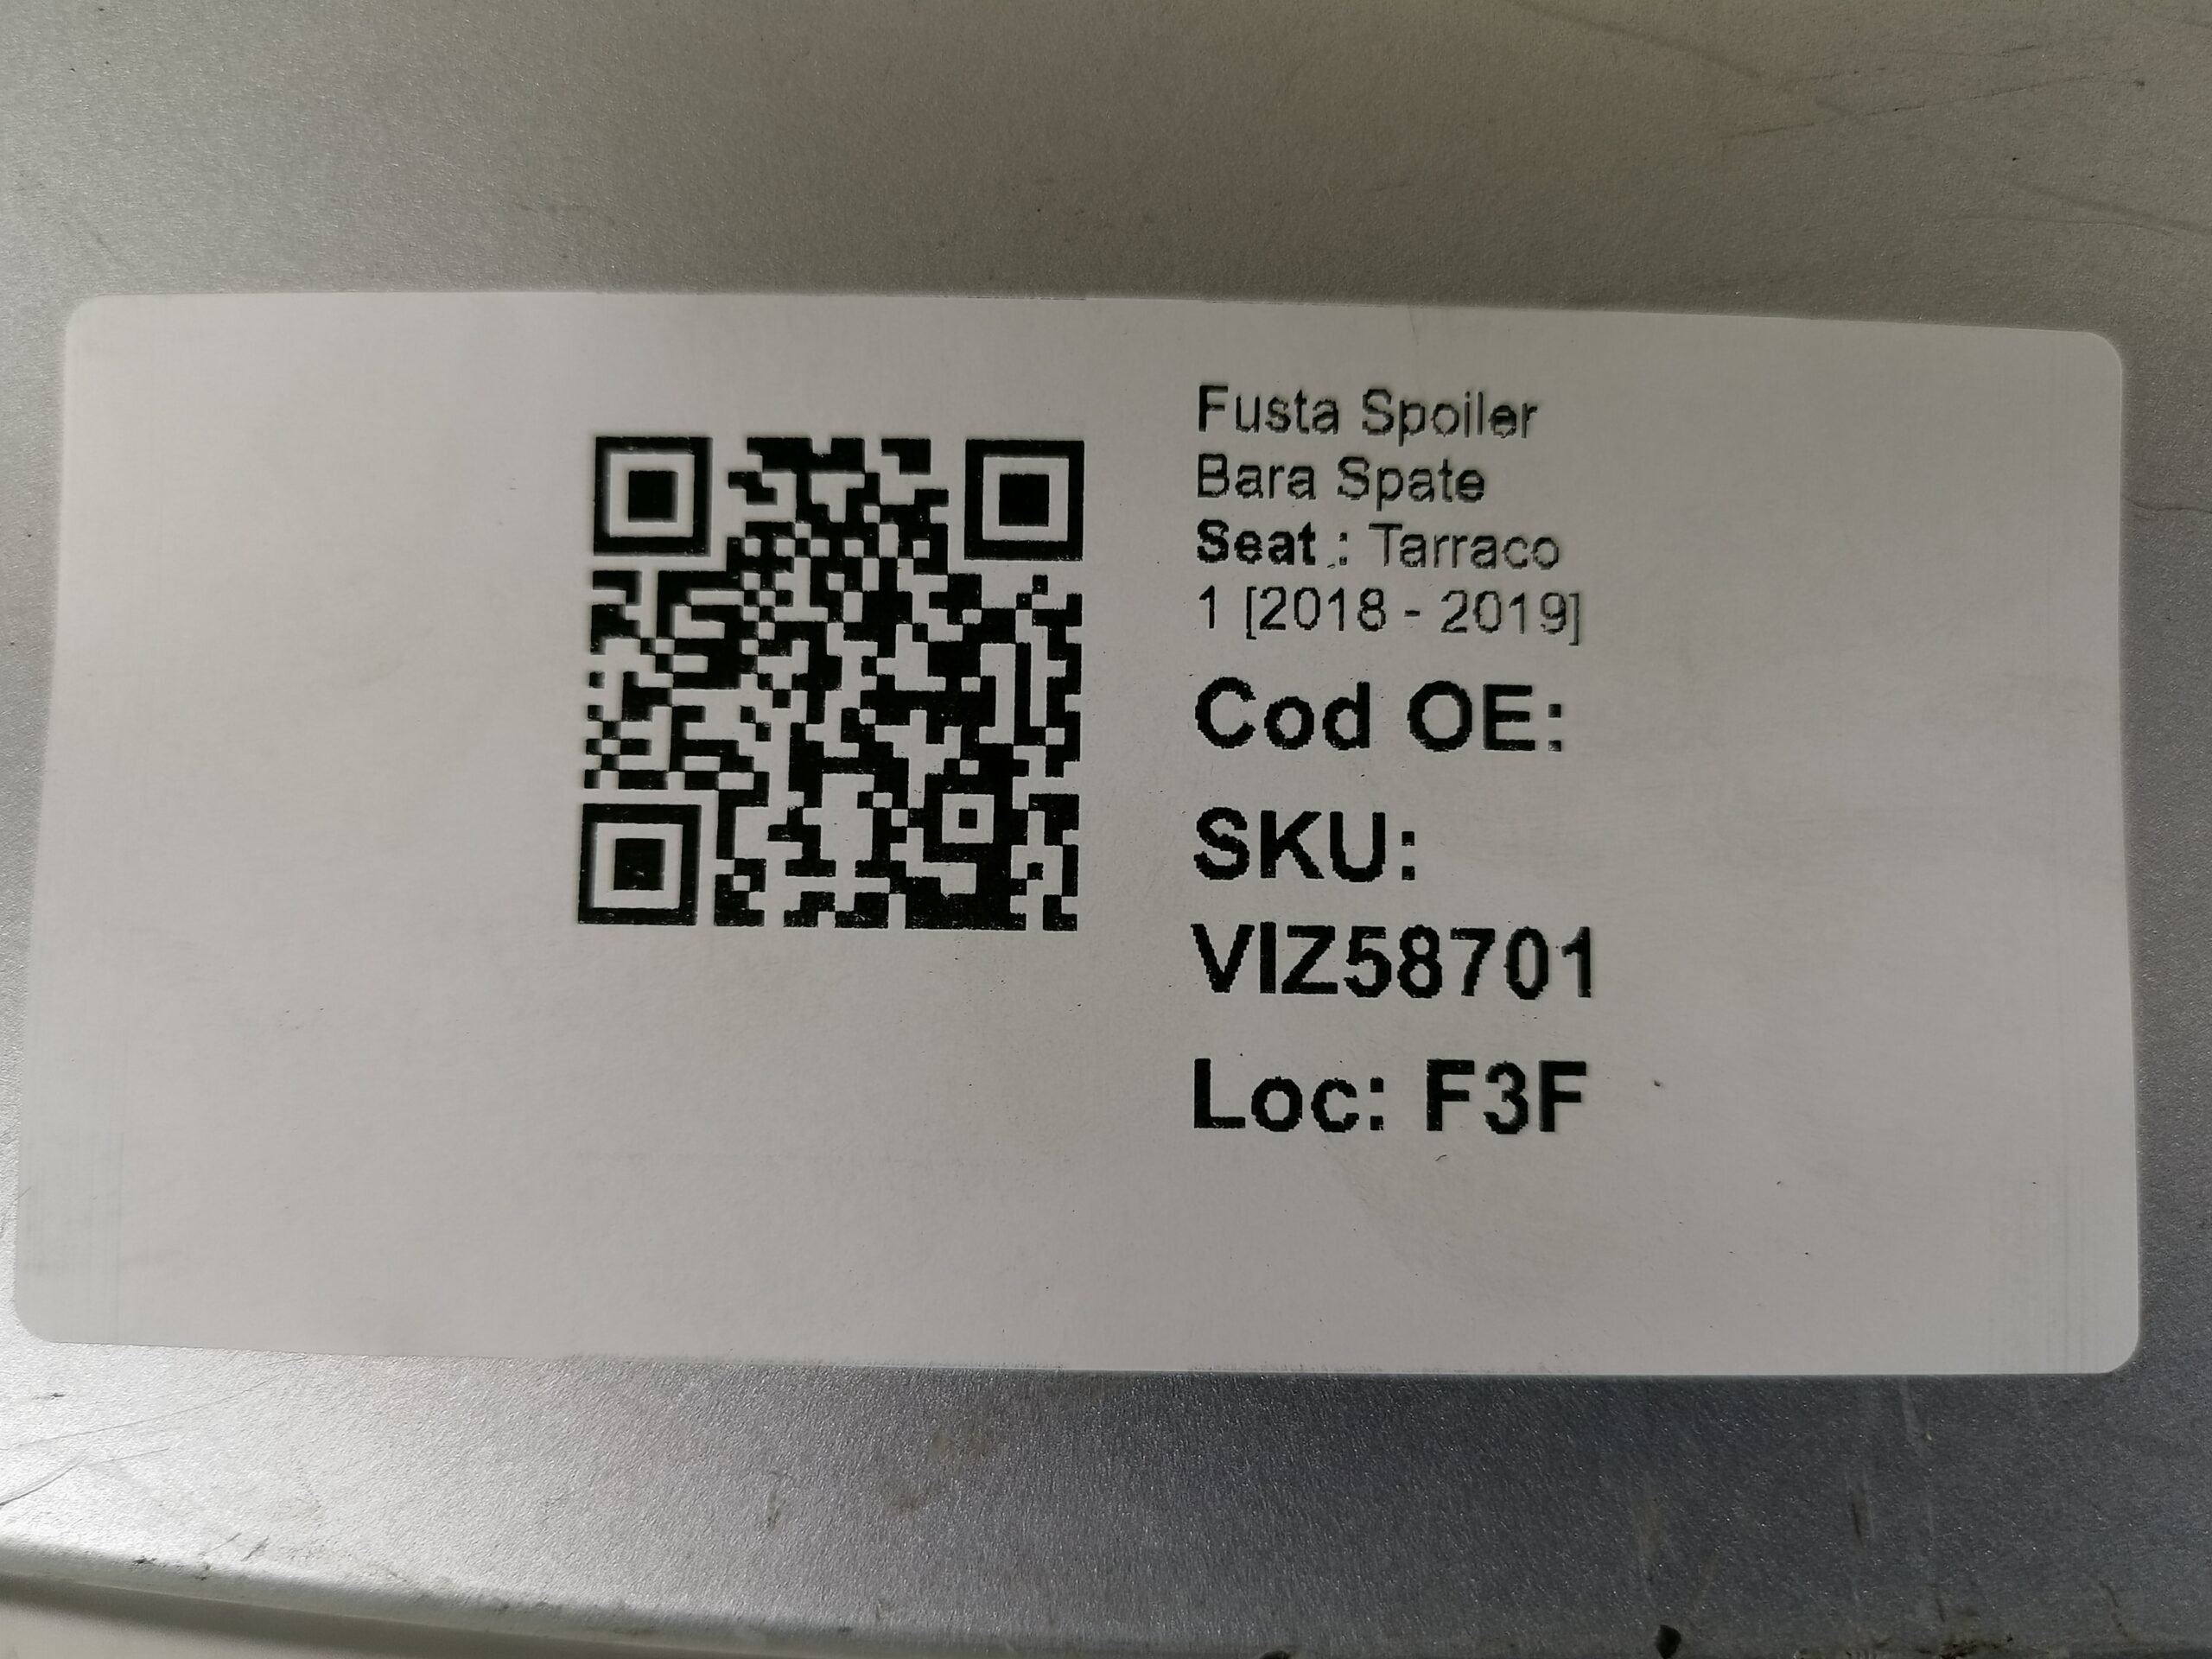 Fusta Spoiler
Bara Spate
Seat : Tarraco
1 [2018 - 2019]
Cod OE:
SKU:
VIZ58701
Loc: F3F